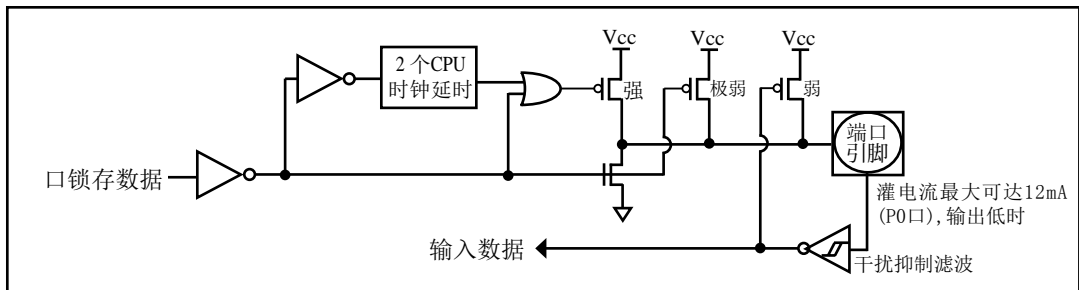 Vcc
Vcc
Vcc
2 个CPU
时钟延时
强
极弱
弱
端口
引脚
口锁存数据
灌电流最大可达12mA
(P0口),输出低时
输入数据
干扰抑制滤波